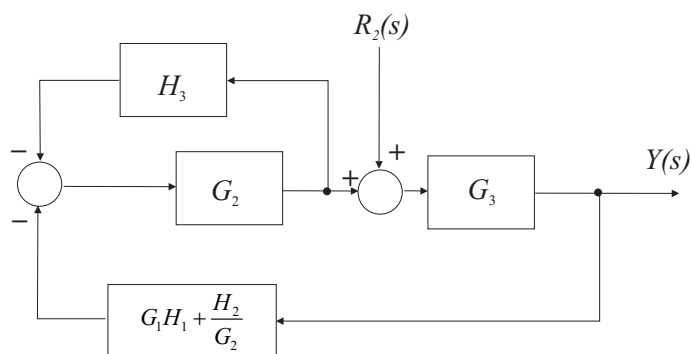 R₂(s)
H₃
−
+
Y(s)
G₂
+
G₃
−
G₁H₁ + H₂/G₂